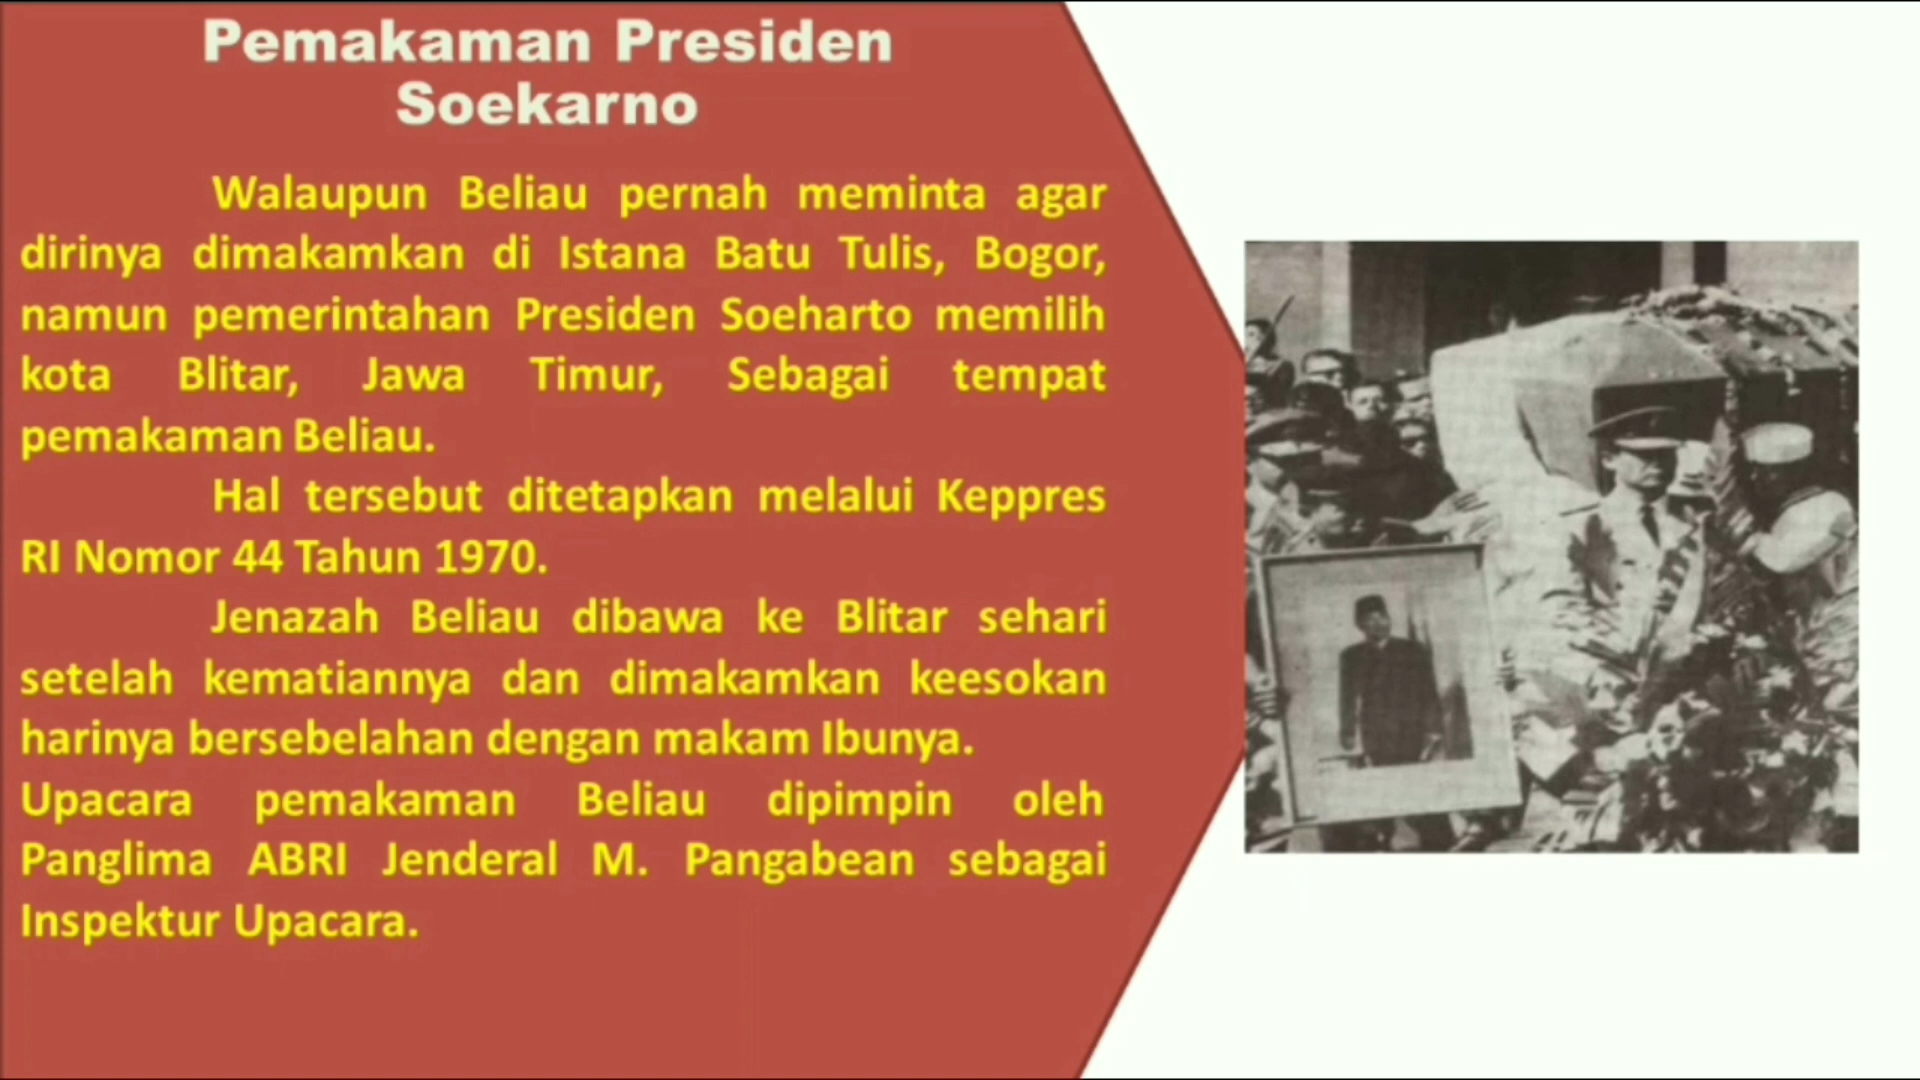 Pemakaman Presiden
Soekarno
Walaupun Beliau pernah meminta agar
dirinya dimakamkan di Istana Batu Tulis, Bogor,
namun pemerintahan Presiden Soeharto memilih
kota Blitar, Jawa Timur, Sebagai tempat
pemakaman Beliau.
Hal tersebut ditetapkan melalui Keppres
RI Nomor 44 Tahun 1970.
Jenazah Beliau dibawa ke Blitar sehari
setelah kematiannya dan dimakamkan keesokan
harinya bersebelahan dengan makam Ibunya.
Upacara pemakaman Beliau dipimpin oleh
Panglima ABRI Jenderal M. Pangabean sebagai
Inspektur Upacara.